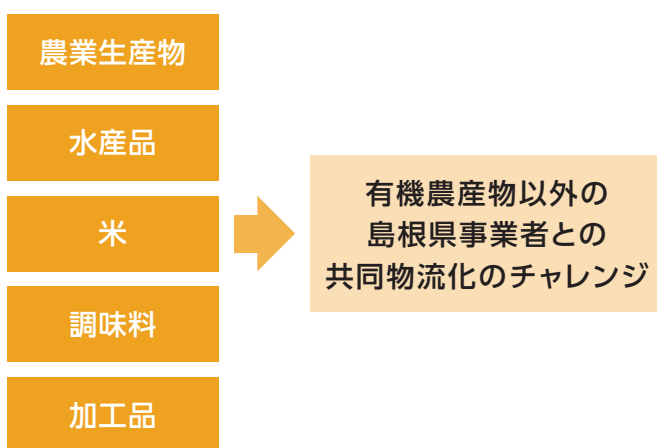 農業生産物
水産品
米
調味料
加工品
有機農産物以外の
島根県事業者との
共同物流化のチャレンジ